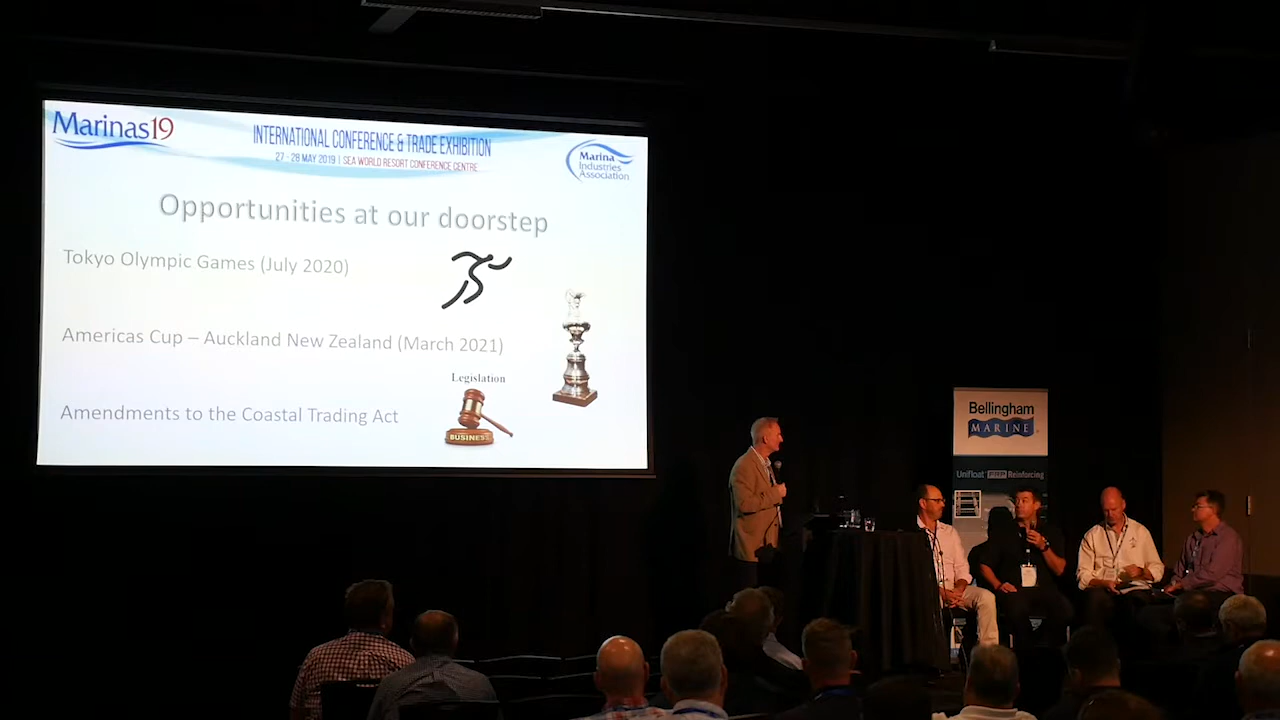 Marinas19
INTERNATIONAL CONFERENCE & TRADE EXHIBITION
27 - 28 MAY 2019 | SEA WORLD RESORT CONFERENCE CENTRE
Marina
Industries
Association
Opportunities at our doorstep
Tokyo Olympic Games (July 2020)
Americas Cup – Auckland New Zealand (March 2021)
Legislation
Amendments to the Coastal Trading Act
BUSINESS
Bellingham
MARINE
Unifloat FRP Reinforcing